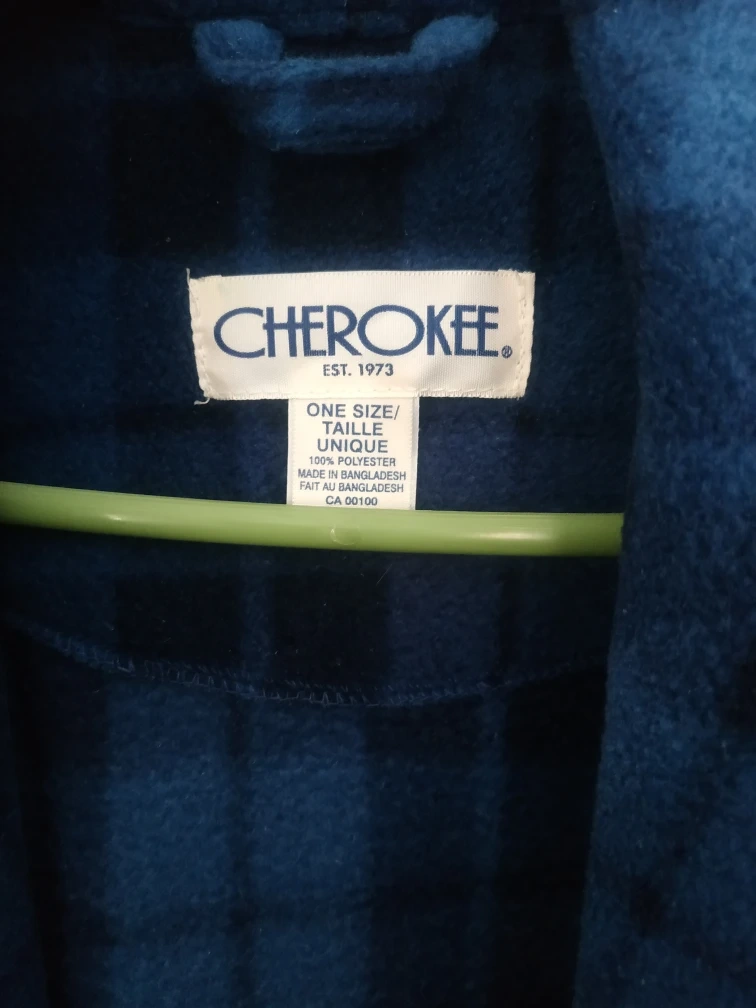 CHEROKEE®
EST. 1973
ONE SIZE/
TAILLE
UNIQUE
100% POLYESTER
MADE IN BANGLADESH
FAIT AU BANGLADESH
CA 00100